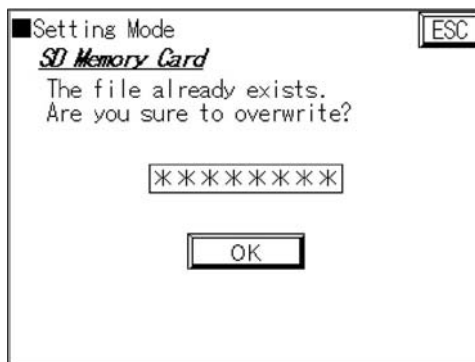 ■Setting Mode ESC
SD Memory Card
The file already exists.
Are you sure to overwrite?
********
OK